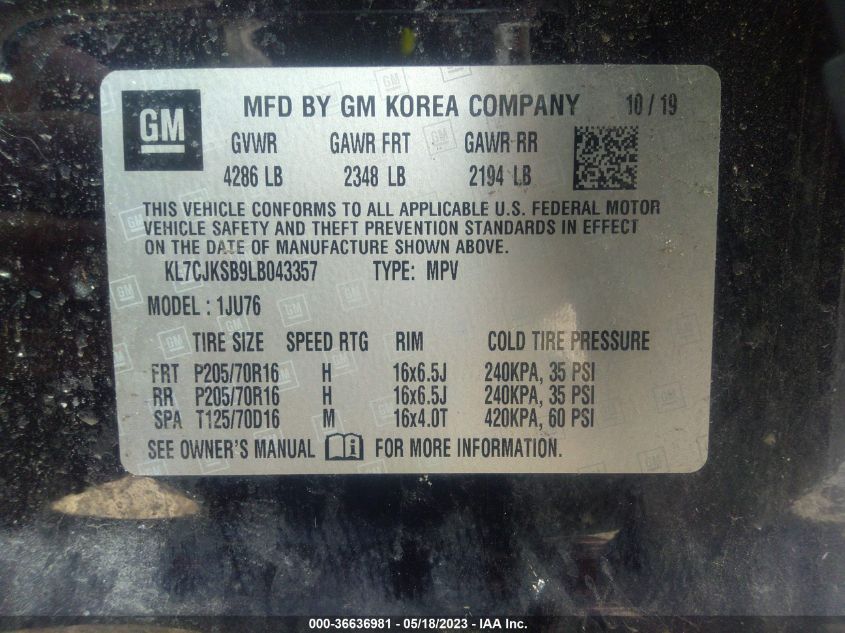 GM MFD BY GM KOREA COMPANY 10 / 19
GVWR GAWR FRT GAWR RR
4286 LB 2348 LB 2194 LB
THIS VEHICLE CONFORMS TO ALL APPLICABLE U.S. FEDERAL MOTOR
VEHICLE SAFETY AND THEFT PREVENTION STANDARDS IN EFFECT
ON THE DATE OF MANUFACTURE SHOWN ABOVE.
KL7CJKSB9LB043357 TYPE: MPV
MODEL : 1JU76
TIRE SIZE SPEED RTG RIM COLD TIRE PRESSURE
FRT P205/70R16 H 16x6.5J 240KPA, 35 PSI
RR P205/70R16 H 16x6.5J 240KPA, 35 PSI
SPA T125/70D16 M 16x4.0T 420KPA, 60 PSI
SEE OWNER'S MANUAL FOR MORE INFORMATION.
000-36636981 — 05/18/2023 — IAA Inc.